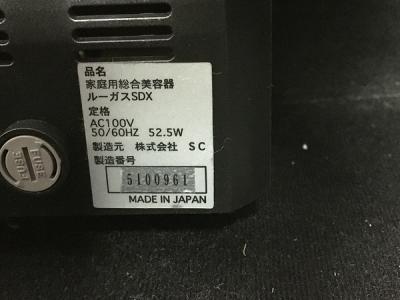 品名
家庭用総合美容器
ルーガスSDX
定格
AC100V
50/60HZ 52.5W
製造元 株式会社 SC
製造番号
5100961
MADE IN JAPAN
FUSE
FUSE